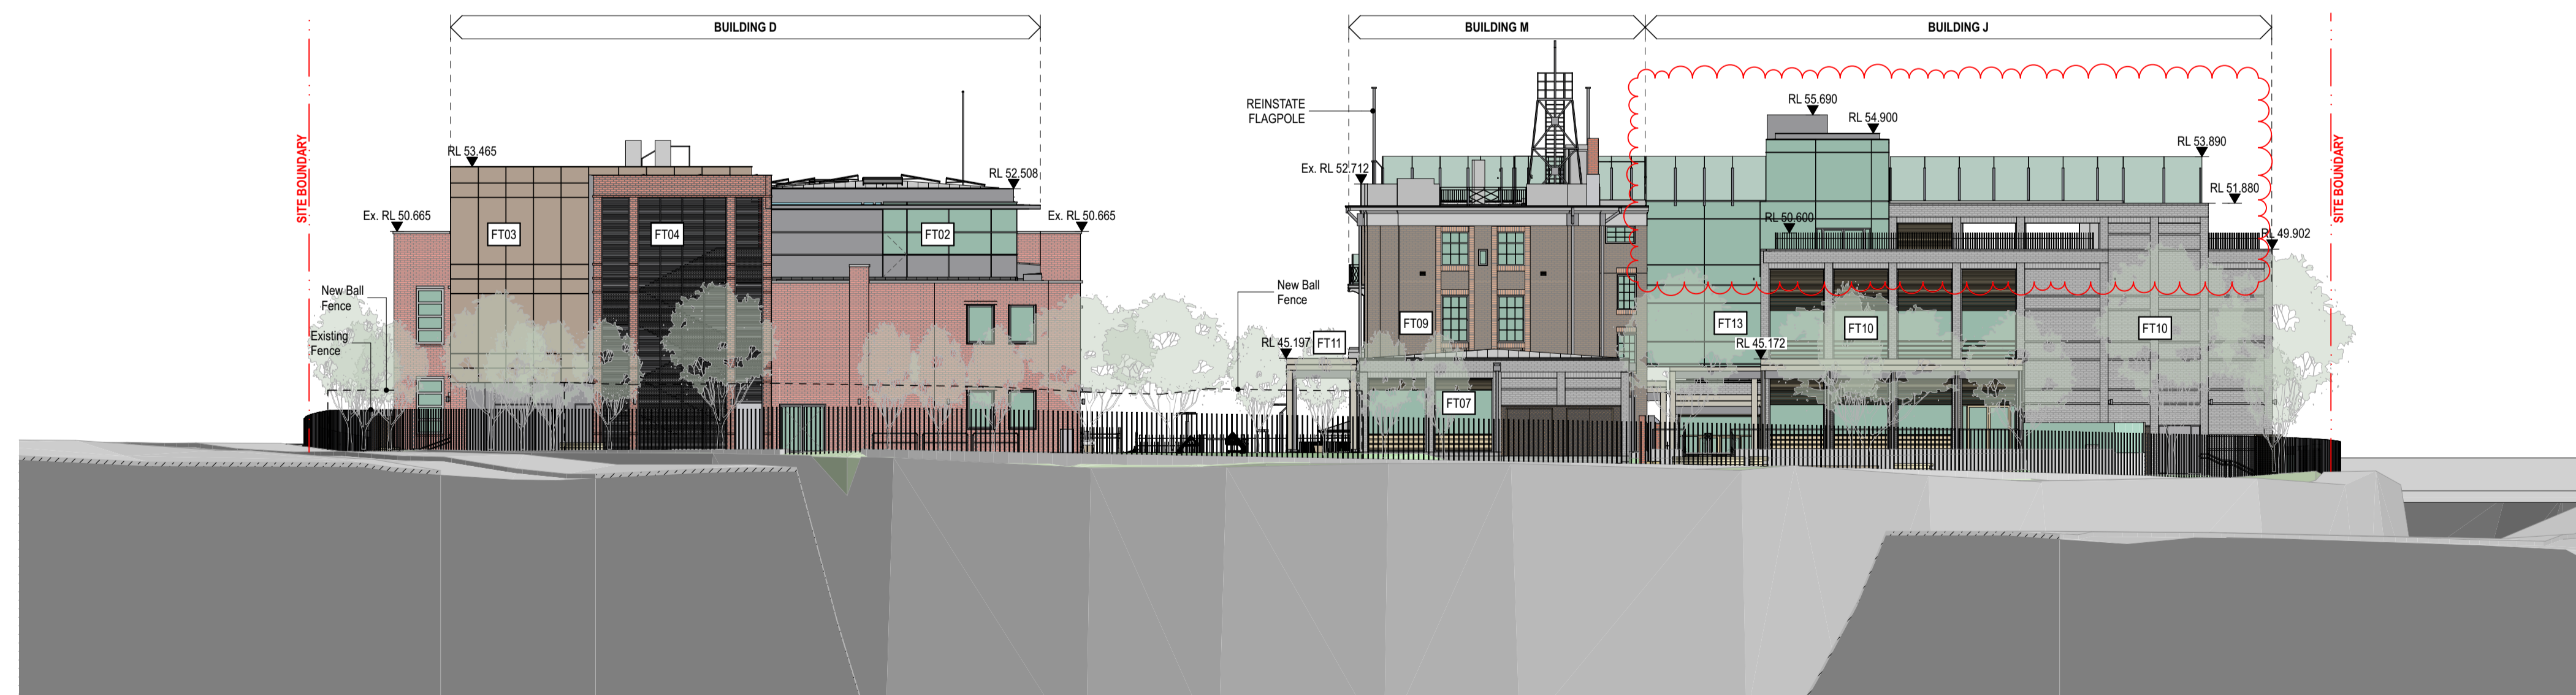 BUILDING D
BUILDING M
BUILDING J
SITE BOUNDARY
RL 53.465
RL 52.508
Ex. RL 50.665
Ex. RL 50.665
FT03
FT04
FT02
New Ball
Fence
Existing
Fence
New Ball
Fence
REINSTATE
FLAGPOLE
Ex. RL 52.712
RL 45.197
FT11
FT09
FT07
RL 55.690
RL 54.900
RL 53.890
RL 51.880
RL 50.600
RL 49.902
FT13
RL 45.172
FT10
FT10
SITE BOUNDARY